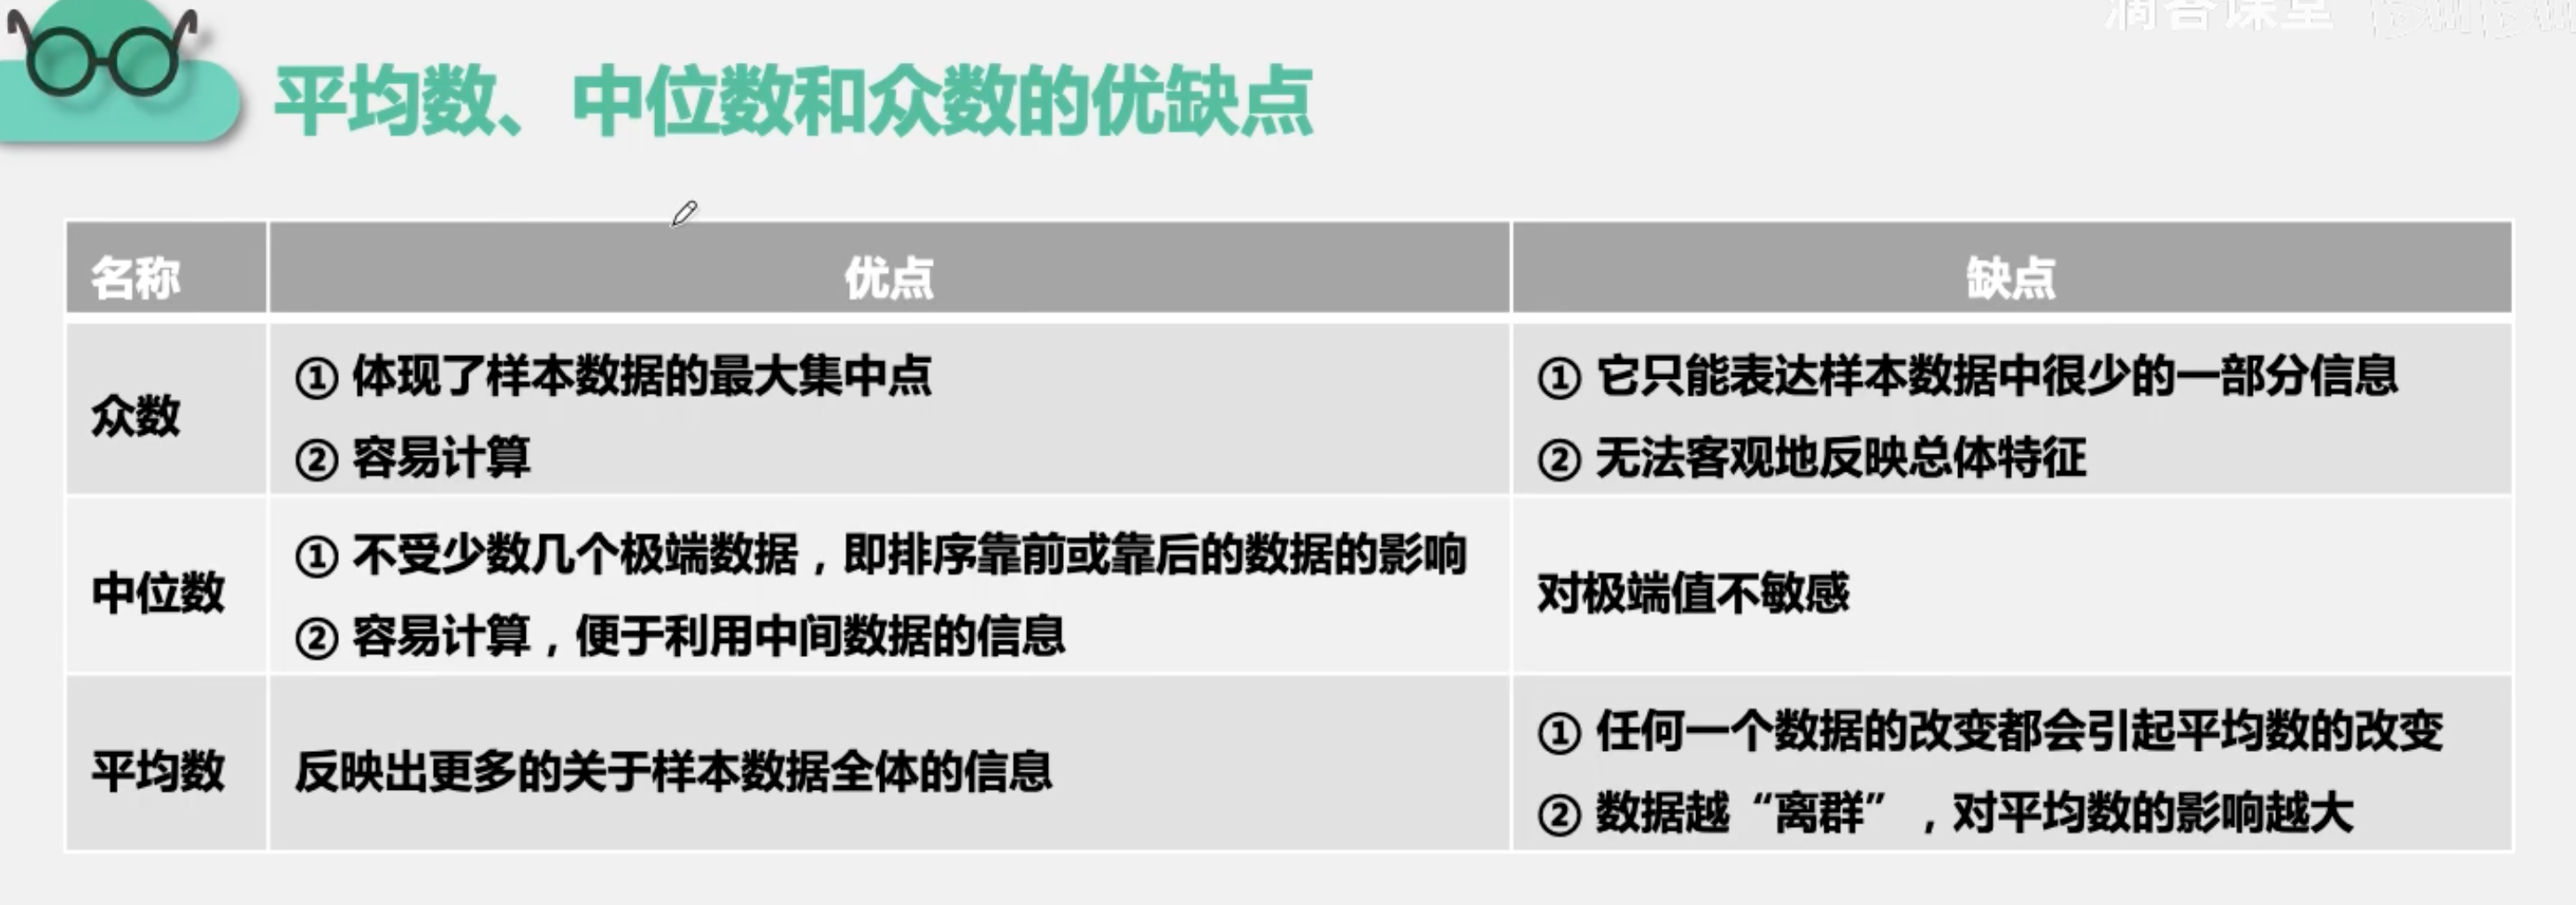 滴答课堂
平均数、中位数和众数的优缺点
名称
优点
缺点
众数
① 体现了样本数据的最大集中点
② 容易计算
① 它只能表达样本数据中很少的一部分信息
② 无法客观地反映总体特征
中位数
① 不受少数几个极端数据，即排序靠前或靠后的数据的影响
② 容易计算，便于利用中间数据的信息
对极端值不敏感
平均数
反映出更多的关于样本数据全体的信息
① 任何一个数据的改变都会引起平均数的改变
② 数据越“离群”，对平均数的影响越大